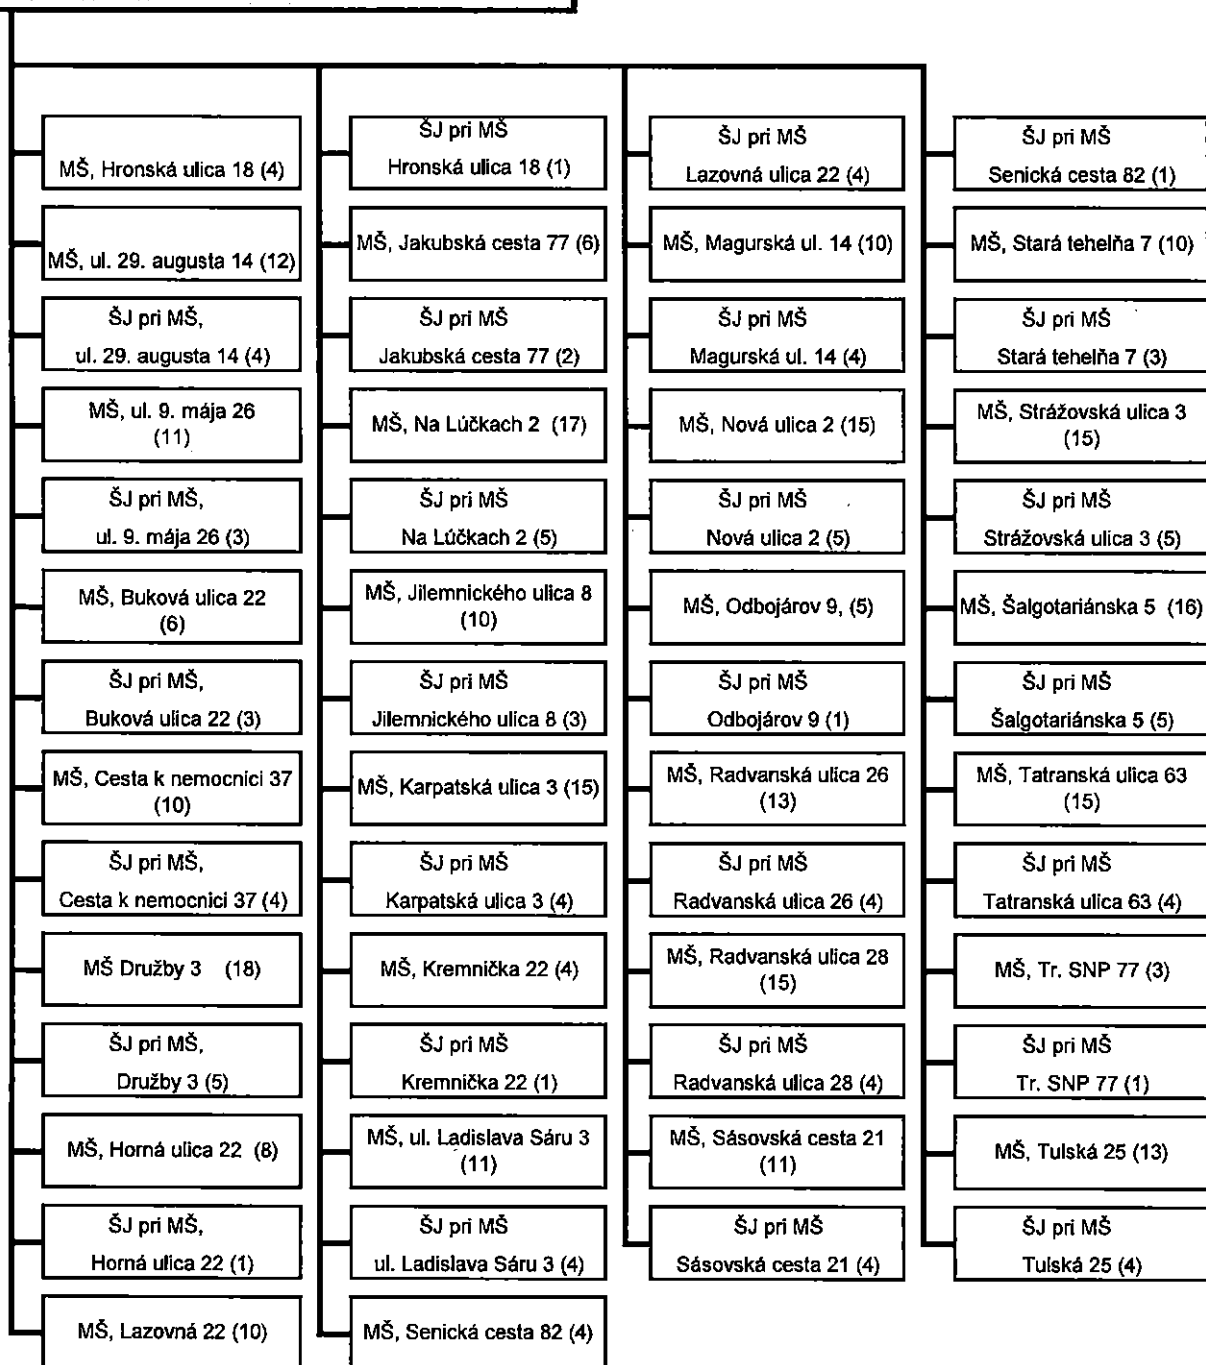 MŠ, Hronská ulica 18 (4)
MŠ, ul. 29. augusta 14 (12)
ŠJ pri MŠ,
ul. 29. augusta 14 (4)
MŠ, ul. 9. mája 26
(11)
ŠJ pri MŠ,
ul. 9. mája 26 (3)
MŠ, Buková ulica 22
(6)
ŠJ pri MŠ,
Buková ulica 22 (3)
MŠ, Cesta k nemocnici 37
(10)
ŠJ pri MŠ,
Cesta k nemocnici 37 (4)
MŠ Družby 3 (18)
ŠJ pri MŠ,
Družby 3 (5)
MŠ, Horná ulica 22 (8)
ŠJ pri MŠ,
Horná ulica 22 (1)
MŠ, Lazovná 22 (10)
ŠJ pri MŠ
Hronská ulica 18 (1)
MŠ, Jakubská cesta 77 (6)
ŠJ pri MŠ
Jakubská cesta 77 (2)
MŠ, Na Lúčkach 2 (17)
ŠJ pri MŠ
Na Lúčkach 2 (5)
MŠ, Jilemnického ulica 8
(10)
ŠJ pri MŠ
Jilemnického ulica 8 (3)
MŠ, Karpatská ulica 3 (15)
ŠJ pri MŠ
Karpatská ulica 3 (4)
MŠ, Kremnička 22 (4)
ŠJ pri MŠ
Kremnička 22 (1)
MŠ, ul. Ladislava Sáru 3
(11)
ŠJ pri MŠ
ul. Ladislava Sáru 3 (4)
MŠ, Senická cesta 82 (4)
ŠJ pri MŠ
Lazovná ulica 22 (4)
MŠ, Magurská ul. 14 (10)
ŠJ pri MŠ
Magurská ul. 14 (4)
MŠ, Nová ulica 2 (15)
ŠJ pri MŠ
Nová ulica 2 (5)
MŠ, Odbojárov 9, (5)
ŠJ pri MŠ
Odbojárov 9 (1)
MŠ, Radvanská ulica 26
(13)
ŠJ pri MŠ
Radvanská ulica 26 (4)
MŠ, Radvanská ulica 28
(15)
ŠJ pri MŠ
Radvanská ulica 28 (4)
MŠ, Sásovská cesta 21
(11)
ŠJ pri MŠ
Sásovská cesta 21 (4)
ŠJ pri MŠ
Senická cesta 82 (1)
MŠ, Stará tehelňa 7 (10)
ŠJ pri MŠ
Stará tehelňa 7 (3)
MŠ, Strážovská ulica 3
(15)
ŠJ pri MŠ
Strážovská ulica 3 (5)
MŠ, Šalgotariánska 5 (16)
ŠJ pri MŠ
Šalgotariánska 5 (5)
MŠ, Tatranská ulica 63
(15)
ŠJ pri MŠ
Tatranská ulica 63 (4)
MŠ, Tr. SNP 77 (3)
ŠJ pri MŠ
Tr. SNP 77 (1)
MŠ, Tulská 25 (13)
ŠJ pri MŠ
Tulská 25 (4)